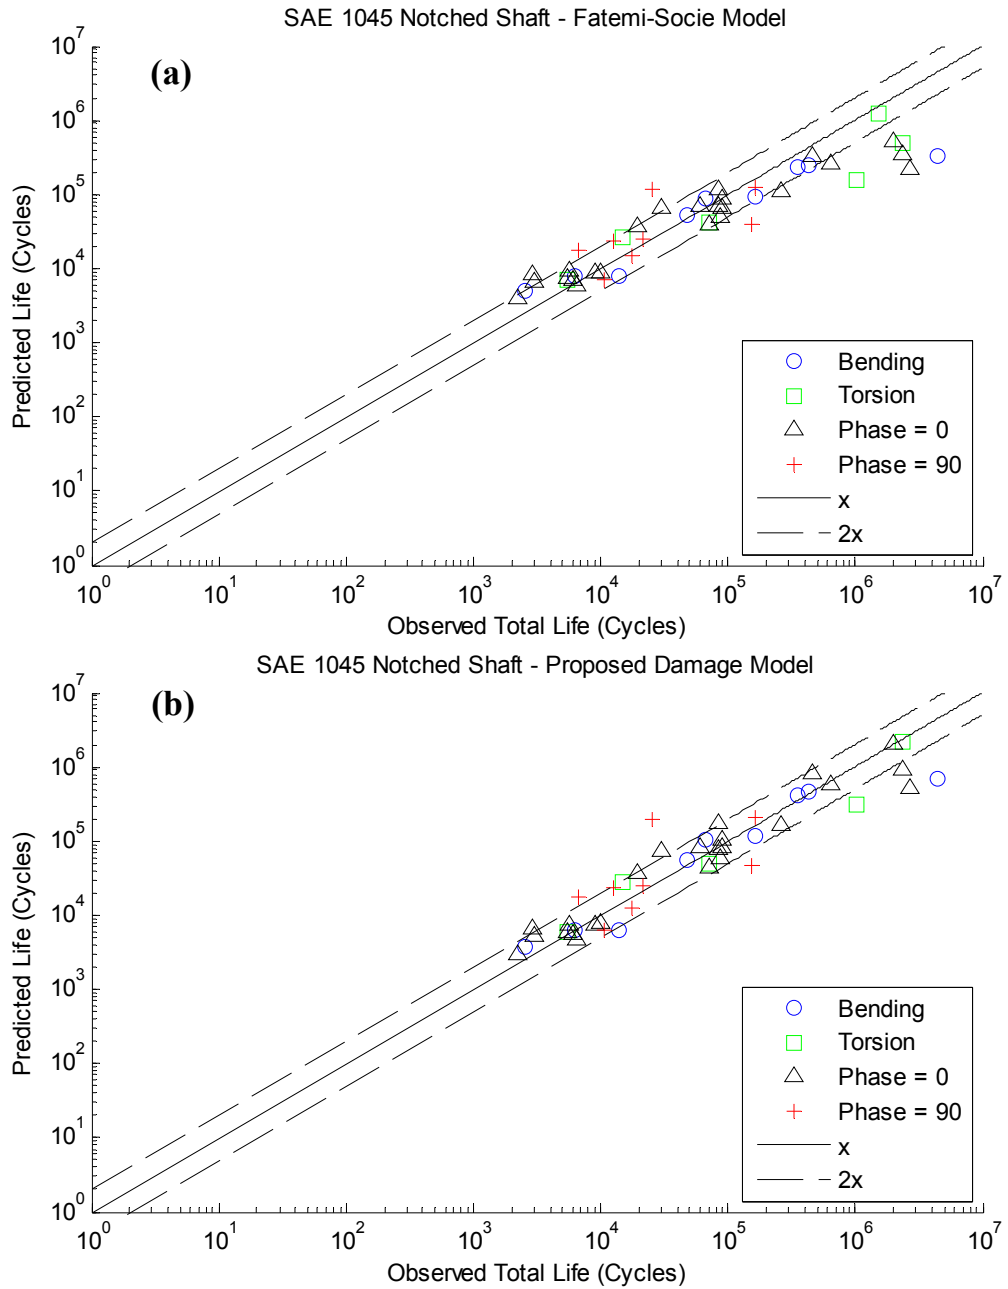 SAE 1045 Notched Shaft - Fatemi-Socie Model
(a)
Predicted Life (Cycles)
10^7
10^6
10^5
10^4
10^3
10^2
10^1
10^0
Bending
Torsion
Phase = 0
Phase = 90
x
2x
10^0 10^1 10^2 10^3 10^4 10^5 10^6 10^7
Observed Total Life (Cycles)
SAE 1045 Notched Shaft - Proposed Damage Model
(b)
Predicted Life (Cycles)
10^7
10^6
10^5
10^4
10^3
10^2
10^1
10^0
Bending
Torsion
Phase = 0
Phase = 90
x
2x
10^0 10^1 10^2 10^3 10^4 10^5 10^6 10^7
Observed Total Life (Cycles)